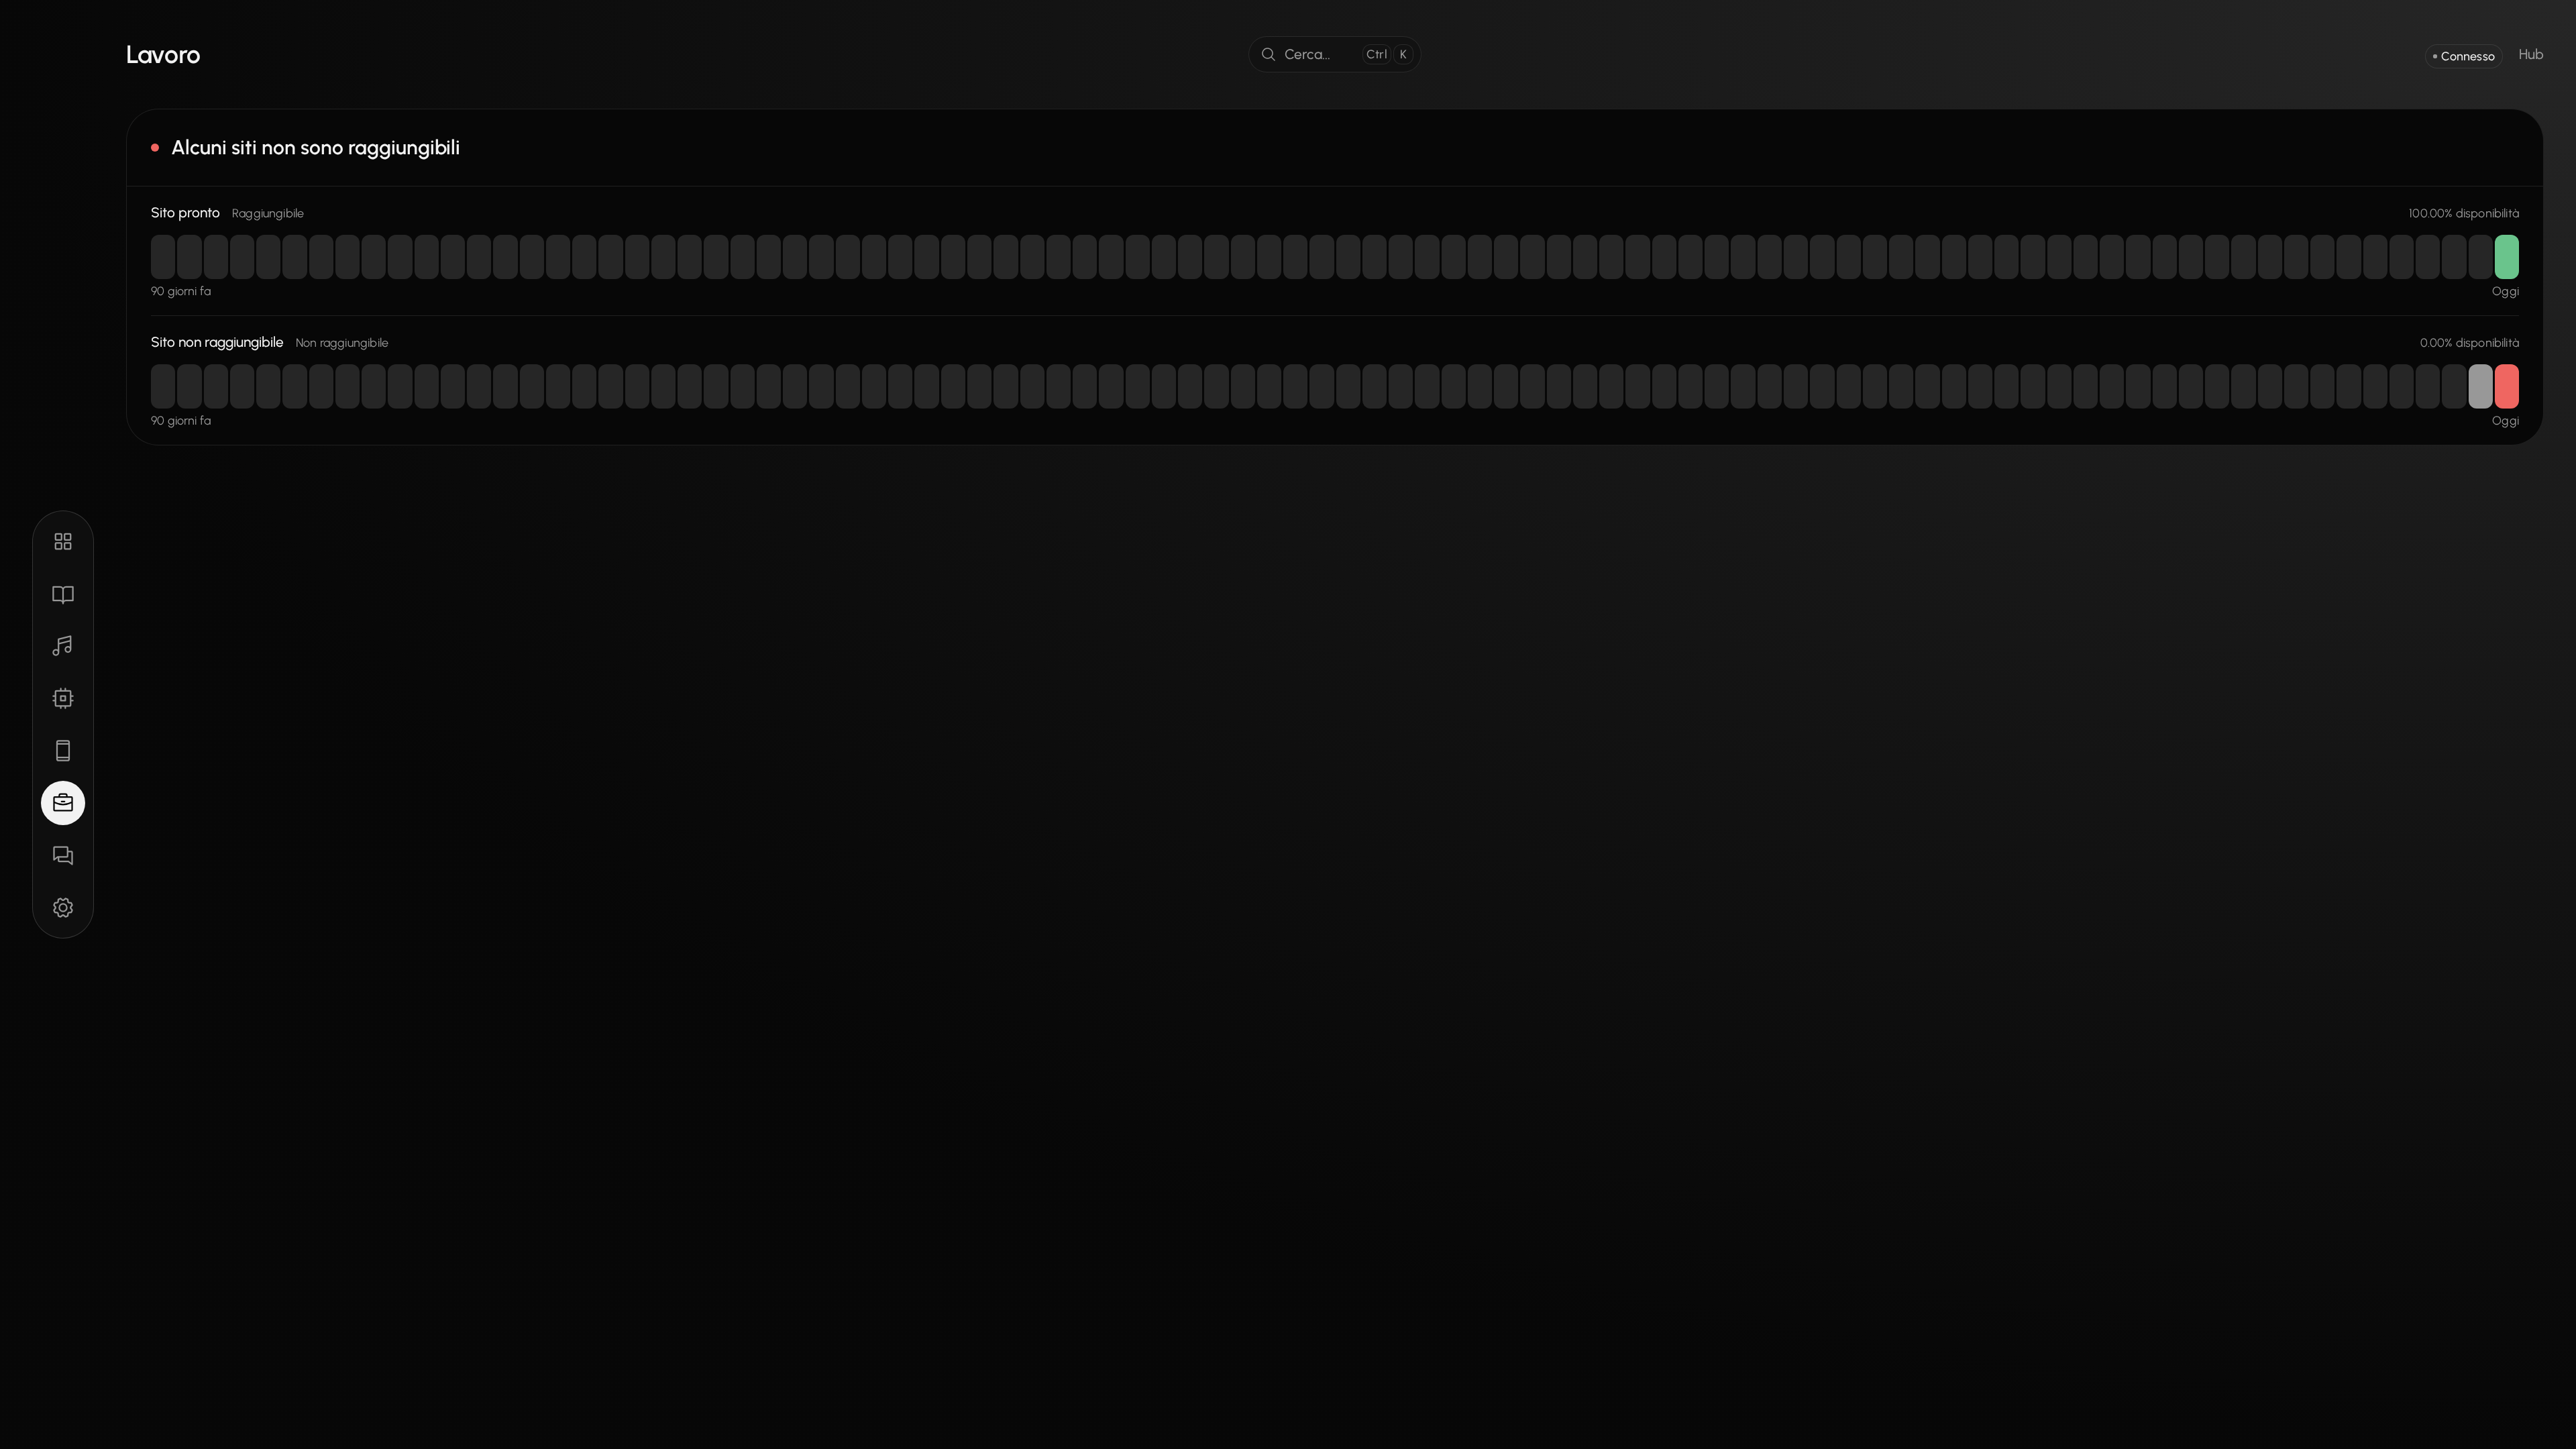 Lavoro
Cerca... Ctrl K
Connesso Hub
Alcuni siti non sono raggiungibili
Sito pronto Raggiungibile 100.00% disponibilità
90 giorni fa Oggi
Sito non raggiungibile Non raggiungibile 0.00% disponibilità
90 giorni fa Oggi